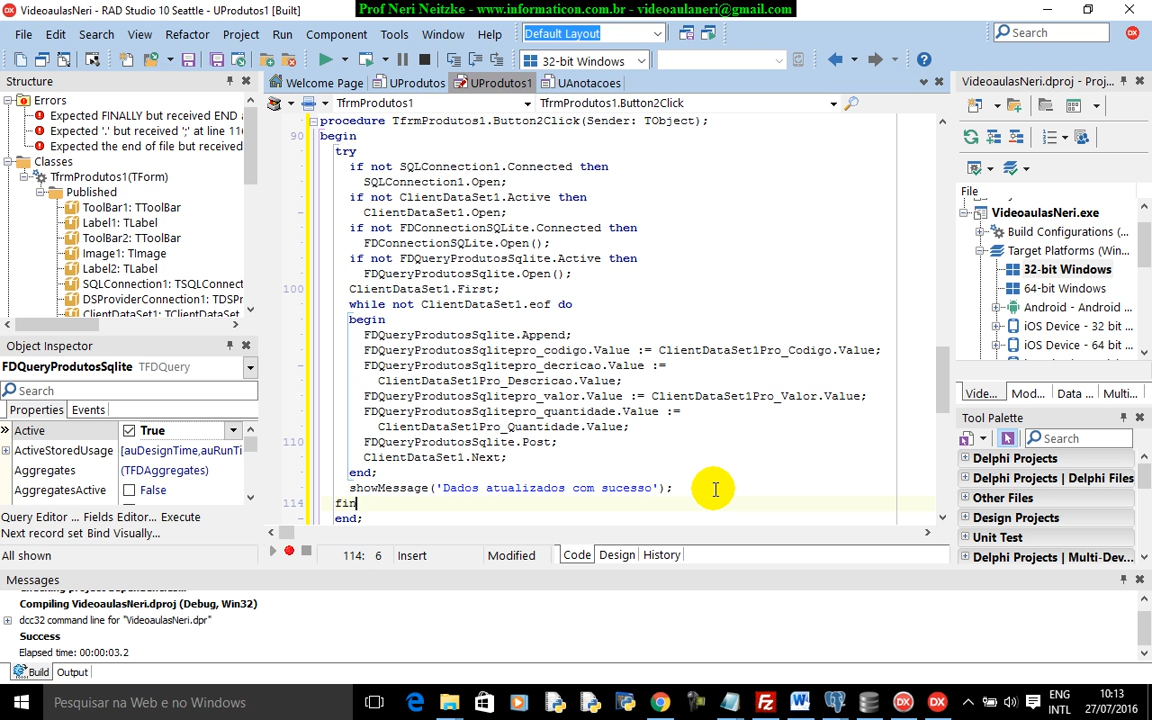 VideoaulasNeri - RAD Studio 10 Seattle - UProdutos1 [Built]
Prof Neri Neitzke - www.informaticon.com.br - videoaulaneri@gmail.com
File Edit Search View Refactor Project Run Component Tools Window Help
Default Layout
Search
32-bit Windows
Structure
Welcome Page UProdutos UProdutos1 UAnotacoes
VideoaulasNeri.dproj - Proj...
TfrmProdutos1
TfrmProdutos1.Button2Click
Errors
Expected FINALLY but received END a
Expected '.' but received ';' at line 116
Expected the end of file but received
Classes
TfrmProdutos1(TForm)
Published
ToolBar1: TToolBar
Label1: TLabel
ToolBar2: TToolBar
Image1: TImage
Label2: TLabel
SQLConnection1: TSQLConnection
DSProviderConnection1: TDSPr
ClientDataSet1: TClientDataSet
procedure TfrmProdutos1.Button2Click(Sender: TObject);
90 begin
try
if not SQLConnection1.Connected then
SQLConnection1.Open;
if not ClientDataSet1.Active then
ClientDataSet1.Open;
if not FDConnectionSQLite.Connected then
FDConnectionSQLite.Open();
if not FDQueryProdutosSqlite.Active then
FDQueryProdutosSqlite.Open();
100 ClientDataSet1.First;
while not ClientDataSet1.eof do
begin
FDQueryProdutosSqlite.Append;
FDQueryProdutosSqlitepro_codigo.Value := ClientDataSet1Pro_Codigo.Value;
FDQueryProdutosSqlitepro_decricao.Value :=
ClientDataSet1Pro_Descricao.Value;
FDQueryProdutosSqlitepro_valor.Value := ClientDataSet1Pro_Valor.Value;
FDQueryProdutosSqlitepro_quantidade.Value :=
ClientDataSet1Pro_Quantidade.Value;
110 FDQueryProdutosSqlite.Post;
ClientDataSet1.Next;
end;
showMessage('Dados atualizados com sucesso');
114 fin
end;
114: 6 Insert Modified Code Design History
File
VideoaulasNeri.exe
Build Configurations (...
Target Platforms (Win...
32-bit Windows
64-bit Windows
Android - Android ...
iOS Device - 32 bit ...
iOS Device - 64 bit ...
Vide... Mod... Data ... Multi...
Tool Palette
Search
Delphi Projects
Delphi Projects | Delphi Files
Other Files
Design Projects
Unit Test
Delphi Projects | Multi-Dev...
Object Inspector
FDQueryProdutosSqlite TFDQuery
Search
Properties Events
Active True
ActiveStoredUsage [auDesignTime,auRunTi
Aggregates (TFDAggregates)
AggregatesActive False
Query Editor ... Fields Editor... Execute
Next record set Bind Visually...
All shown
Messages
Compiling VideoaulasNeri.dproj (Debug, Win32)
dcc32 command line for "VideoaulasNeri.dpr"
Success
Elapsed time: 00:00:03.2
Build Output
Pesquisar na Web e no Windows
ENG
INTL
10:13
27/07/2016